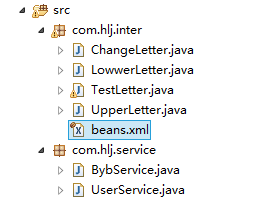 src
com.hlj.inter
ChangeLetter.java
LowwerLetter.java
TestLetter.java
UpperLetter.java
beans.xml
com.hlj.service
BybService.java
UserService.java